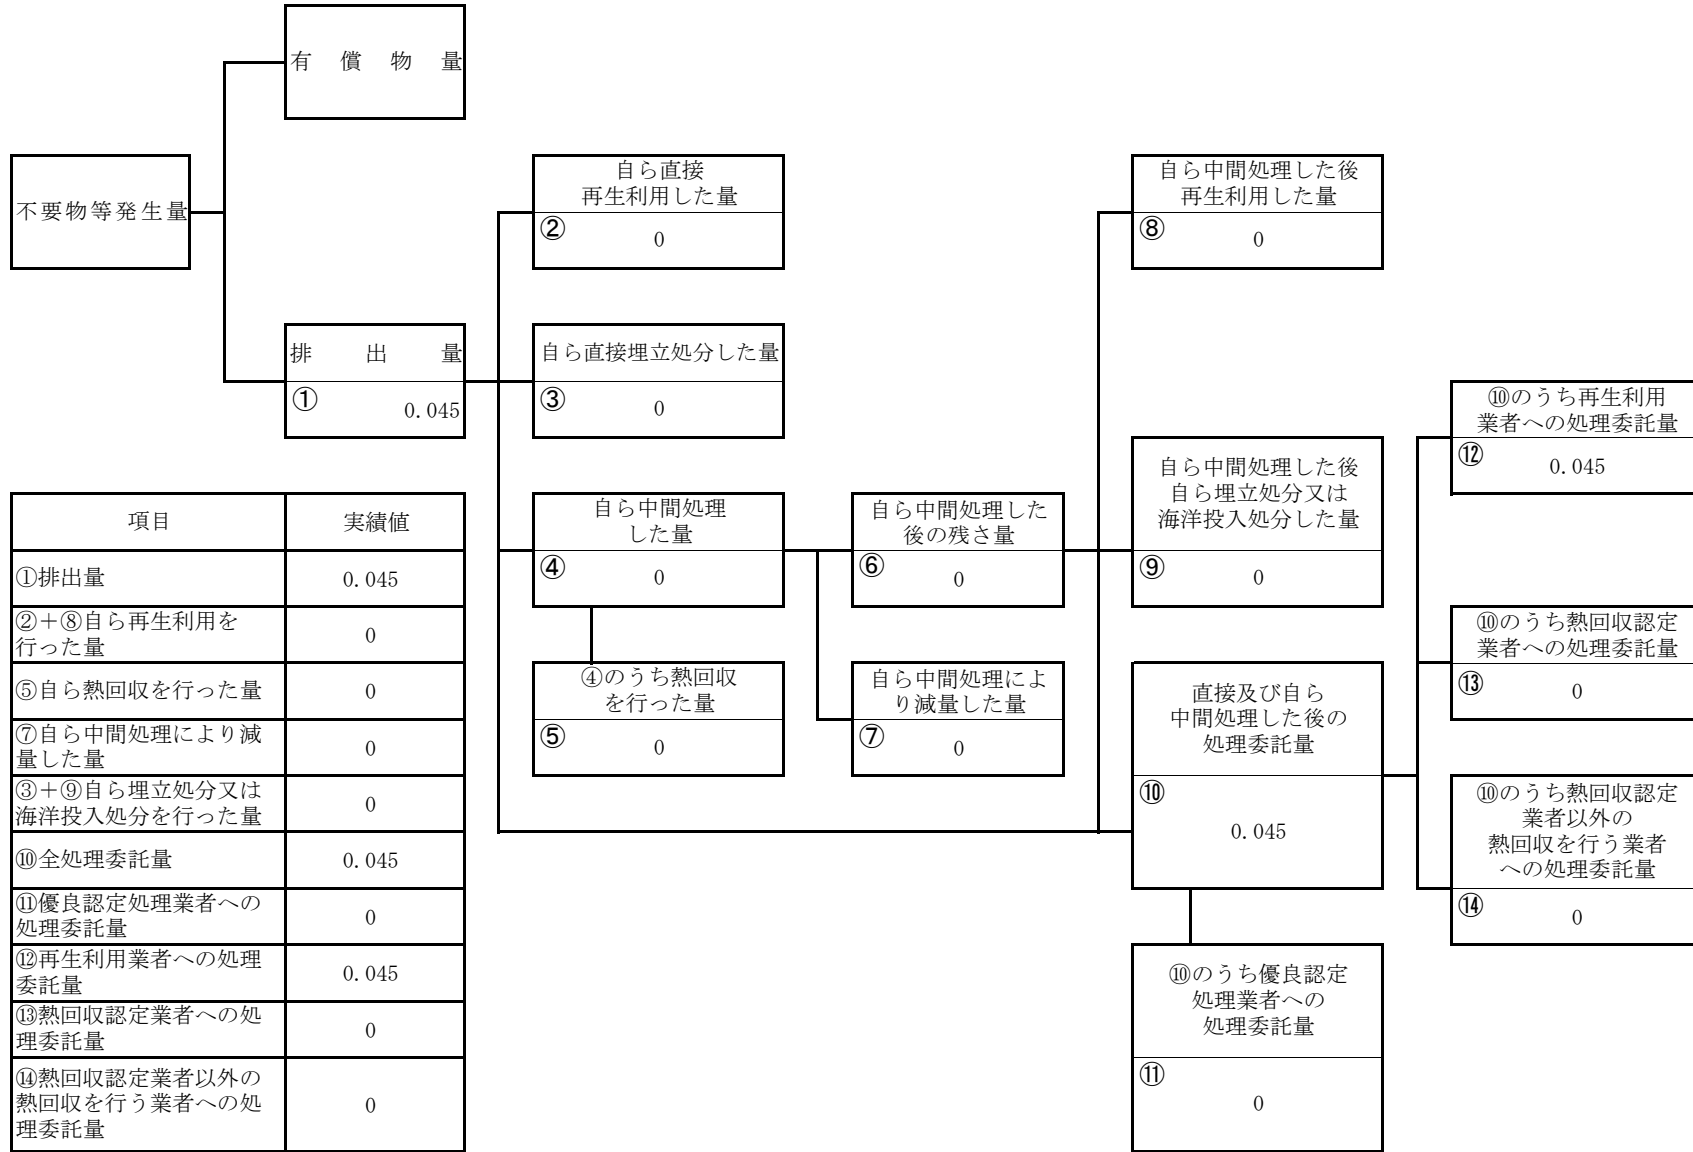 有償物量
不要物等発生量
排出量
①
0.045
自ら直接
再生利用した量
②
0
自ら直接埋立処分した量
③
0
自ら中間処理
した量
④
0
④のうち熱回収
を行った量
⑤
0
自ら中間処理した
後の残さ量
⑥
0
自ら中間処理によ
り減量した量
⑦
0
自ら中間処理した後
再生利用した量
⑧
0
自ら中間処理した後
自ら埋立処分又は
海洋投入処分した量
⑨
0
直接及び自ら
中間処理した後の
処理委託量
⑩
0.045
⑩のうち優良認定
処理業者への
処理委託量
⑪
0
⑩のうち再生利用
業者への処理委託量
⑫
0.045
⑩のうち熱回収認定
業者への処理委託量
⑬
0
⑩のうち熱回収認定
業者以外の
熱回収を行う業者
への処理委託量
⑭
0
項目 実績値
①排出量 0.045
②＋⑧自ら再生利用を
行った量
0
⑤自ら熱回収を行った量 0
⑦自ら中間処理により減
量した量
0
③＋⑨自ら埋立処分又は
海洋投入処分を行った量
0
⑩全処理委託量 0.045
⑪優良認定処理業者への
処理委託量
0
⑫再生利用業者への処理
委託量
0.045
⑬熱回収認定業者への処
理委託量
0
⑭熱回収認定業者以外の
熱回収を行う業者への処
理委託量
0